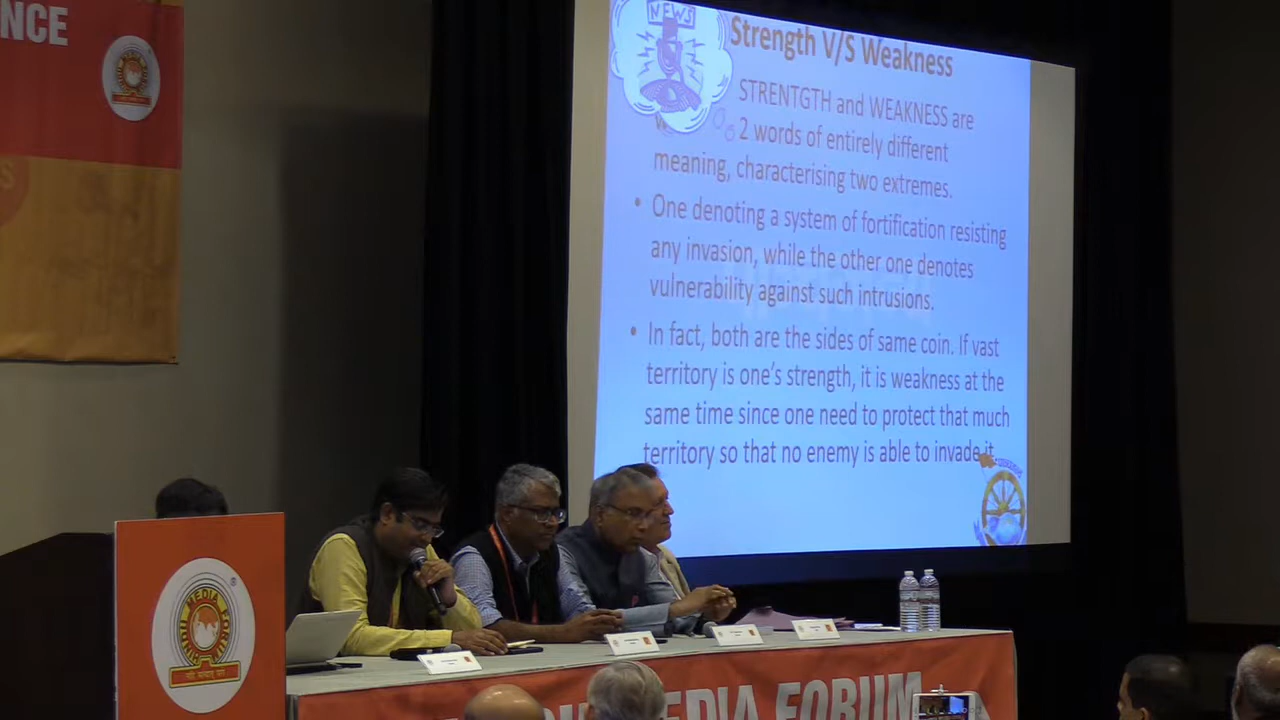 NCE
NEWS
Strength V/S Weakness
STRENTGTH and WEAKNESS are
2 words of entirely different
meaning, characterising two extremes.
• One denoting a system of fortification resisting
any invasion, while the other one denotes
vulnerability against such intrusions.
• In fact, both are the sides of same coin. If vast
territory is one's strength, it is weakness at the
same time since one need to protect that much
territory so that no enemy is able to invade it.
HINDU MEDIA FORUM
MEDIA FORUM